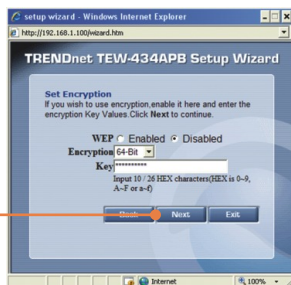 setup wizard - Windows Internet Explorer
http://192.168.1.100/wizard.htm
TRENDnet TEW-434APB Setup Wizard
Set Encryption
If you wish to use encryption,enable it here and enter the
encryption Key Values.Click Next to continue.
WEP Enabled Disabled
Encryption 64-Bit
Key **********
Input 10 / 26 HEX characters(HEX is 0~9,
A~F or a~f)
Back Next Exit
Internet 100%